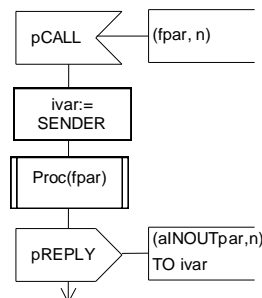 pCALL
(fpar, n)
ivar:=
SENDER
Proc(fpar)
pREPLY
(aINOUTpar,n)
TO ivar